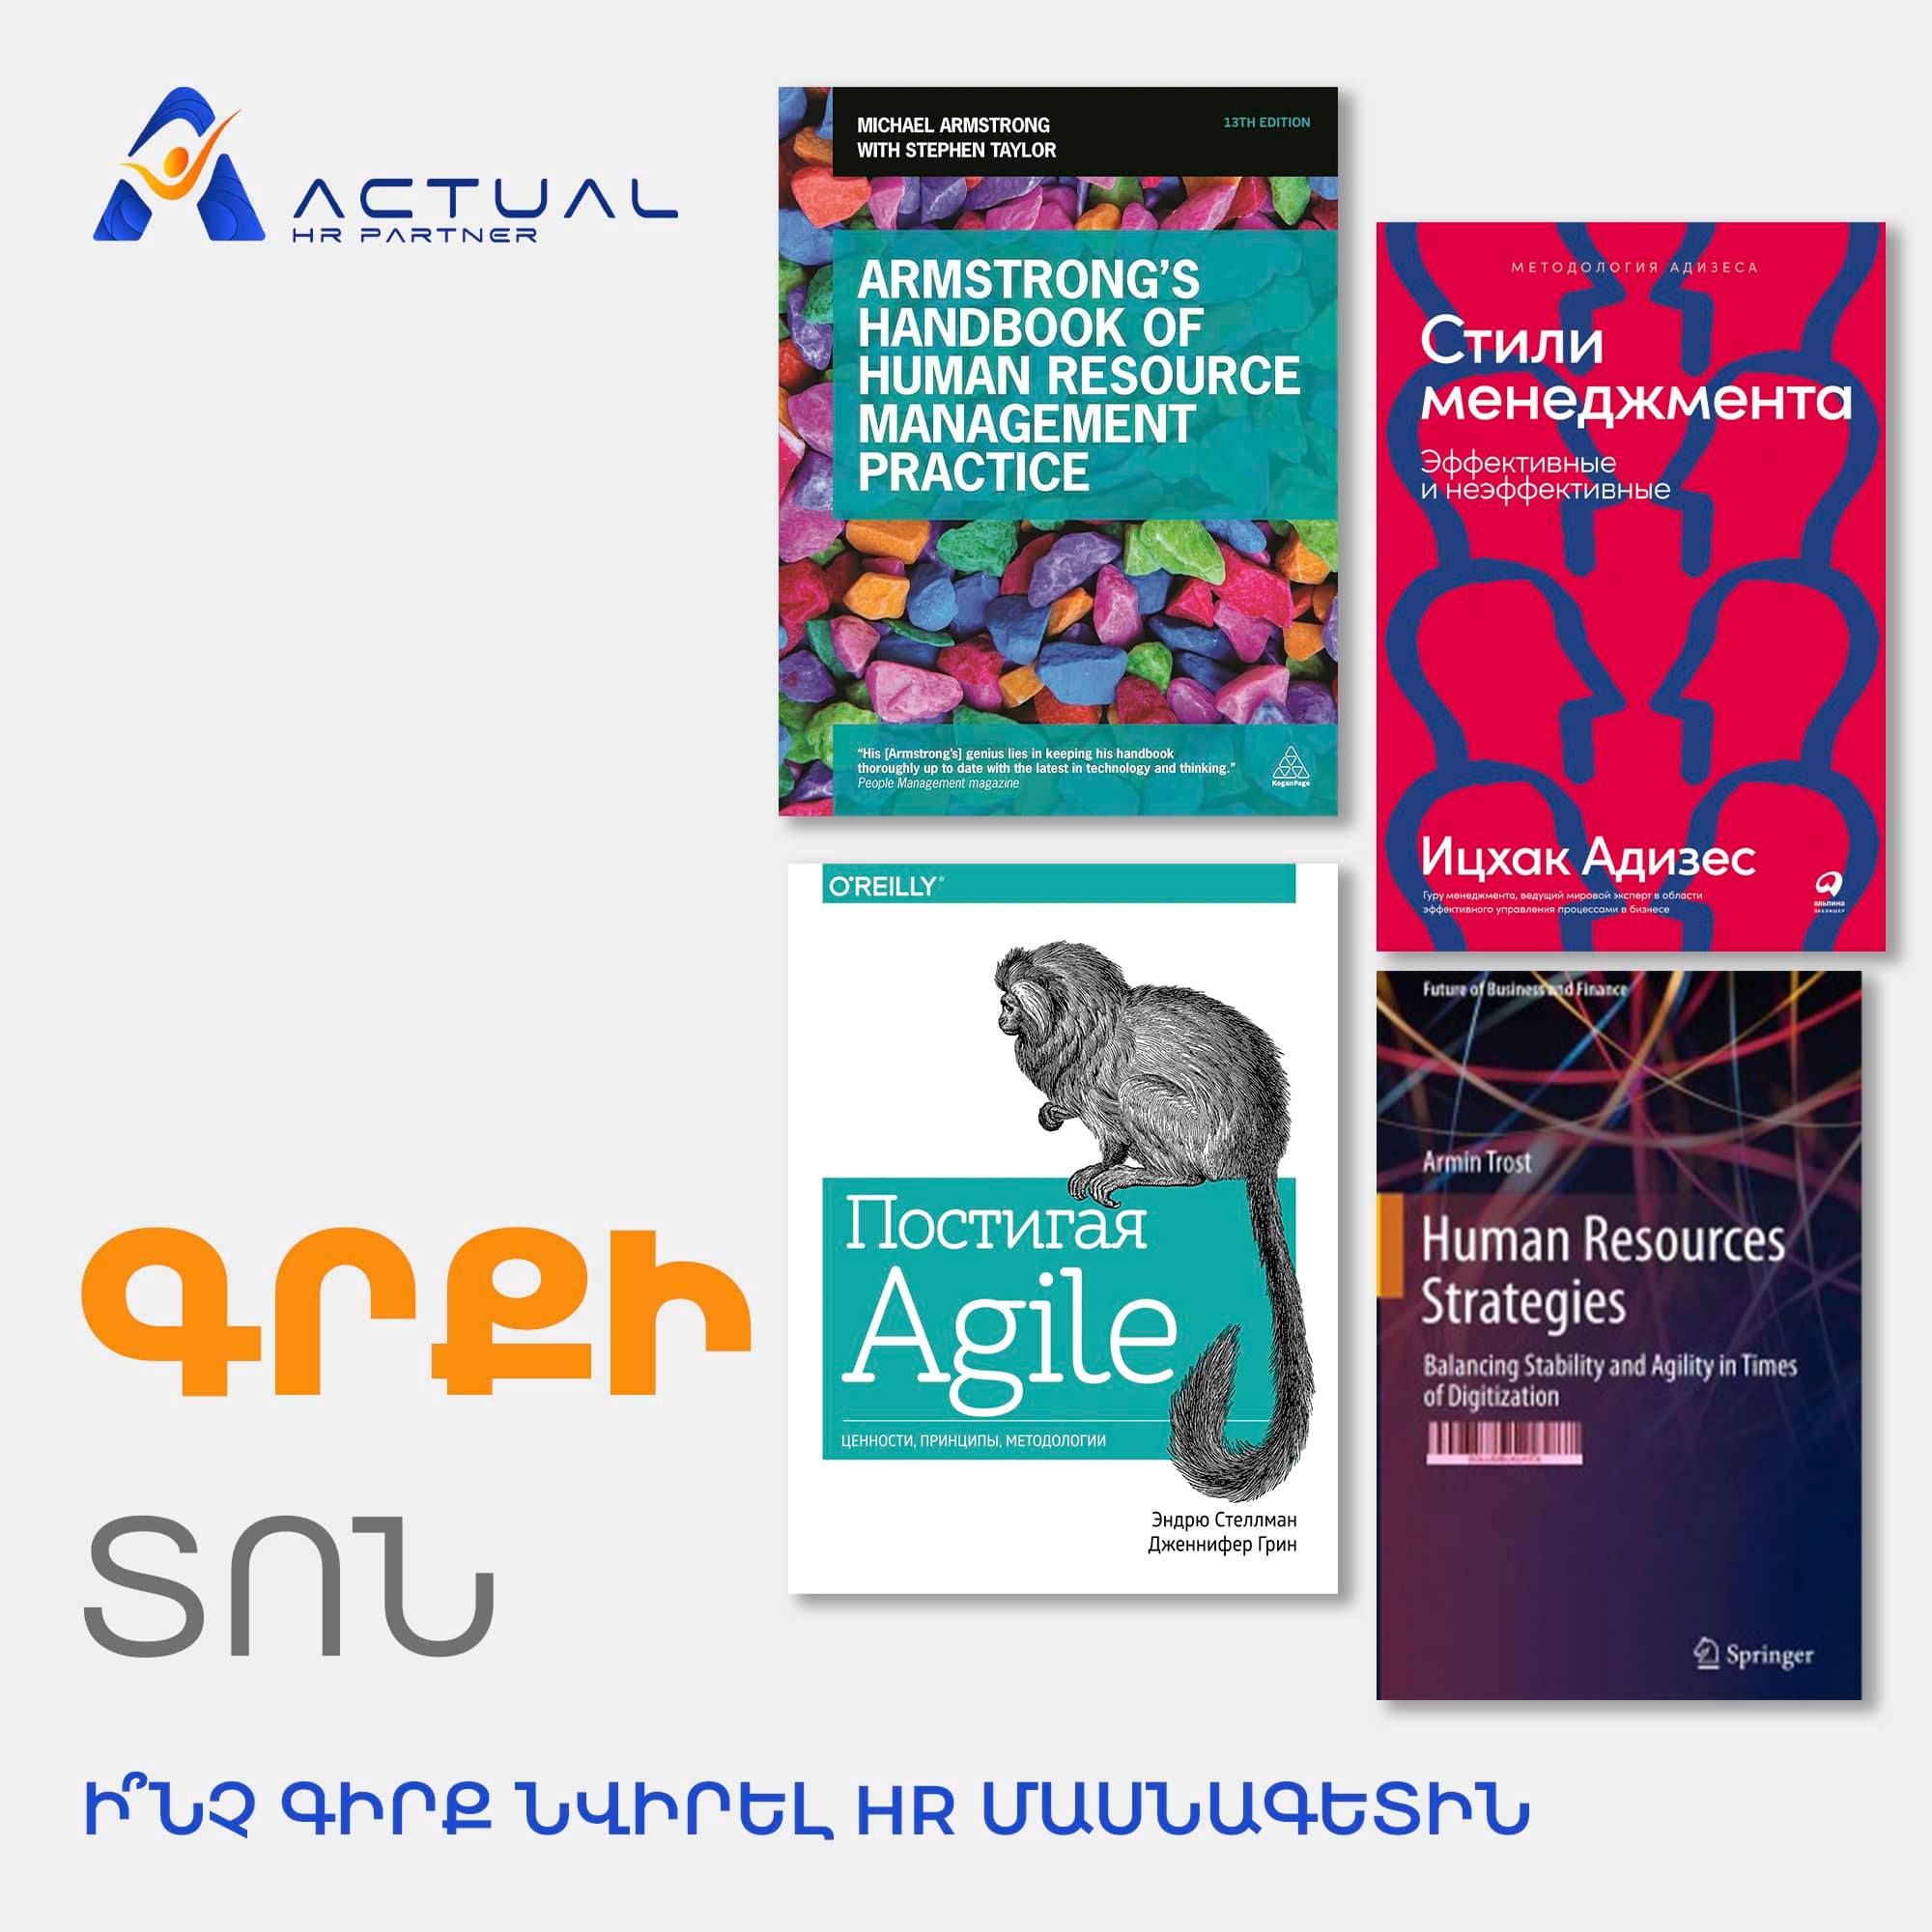 ACTUAL
HR PARTNER
MICHAEL ARMSTRONG
WITH STEPHEN TAYLOR
13TH EDITION
ARMSTRONG'S
HANDBOOK OF
HUMAN RESOURCE
MANAGEMENT
PRACTICE
“His [Armstrong's] genius lies in keeping his handbook
thoroughly up to date with the latest in technology and thinking.”
People Management magazine
KoganPage
МЕТОДОЛОГИЯ АДИЗЕСА
Стили
менеджмента
Эффективные
и неэффективные
Ицхак Адизес
Гуру менеджмента, ведущий мировой эксперт в области
эффективного управления процессами в бизнесе
альпина
ПАБЛИШЕР
O'REILLY®
Постигая
Agile
ЦЕННОСТИ, ПРИНЦИПЫ, МЕТОДОЛОГИИ
Эндрю Стеллман
Дженнифер Грин
Future of Business and Finance
Armin Trost
Human Resources
Strategies
Balancing Stability and Agility in Times
of Digitization
Springer
ԳՐՔԻ
ՏՈՆ
Ի՞ՆՉ ԳԻՐՔ ՆՎԻՐԵԼ HR ՄԱՍՆԱԳԵՏԻՆ